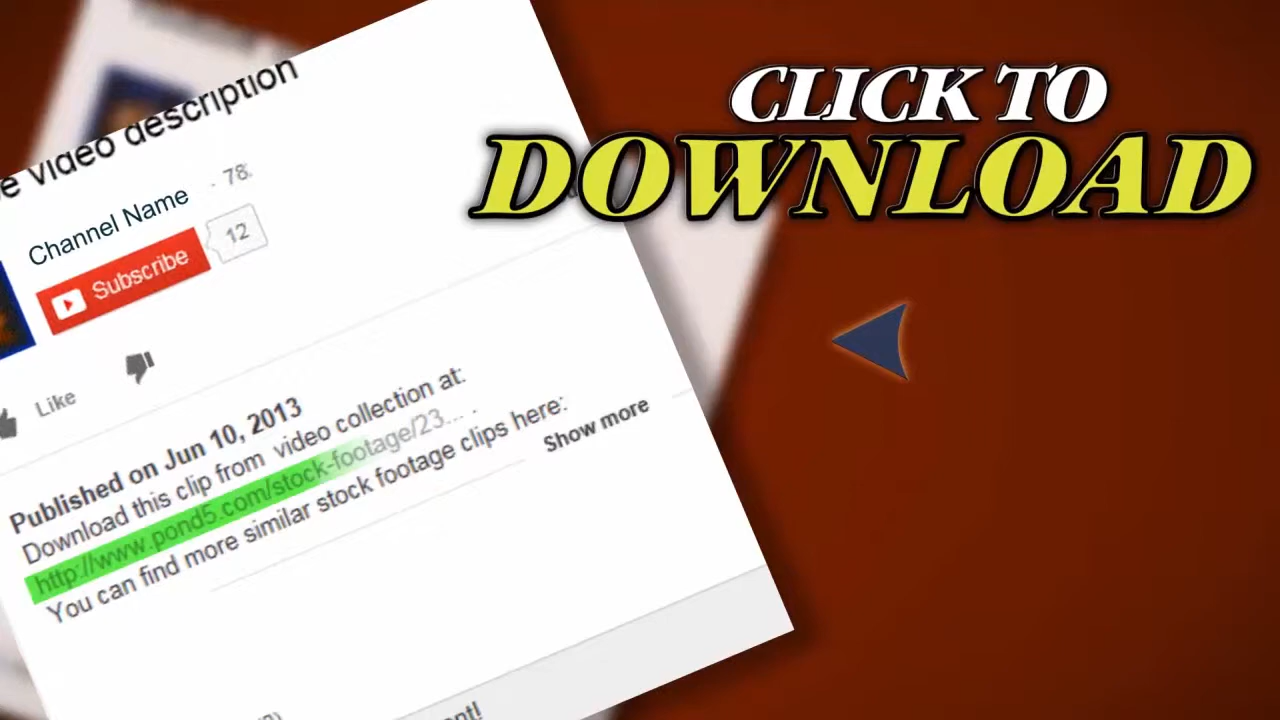 CLICK TO
DOWNLOAD
video description
Channel Name
78
Subscribe
12
Like
Published on Jun 10, 2013
Download this clip from video collection at:
http://www.pond5.com/stock-footage/23...
You can find more similar stock footage clips here:
Show more